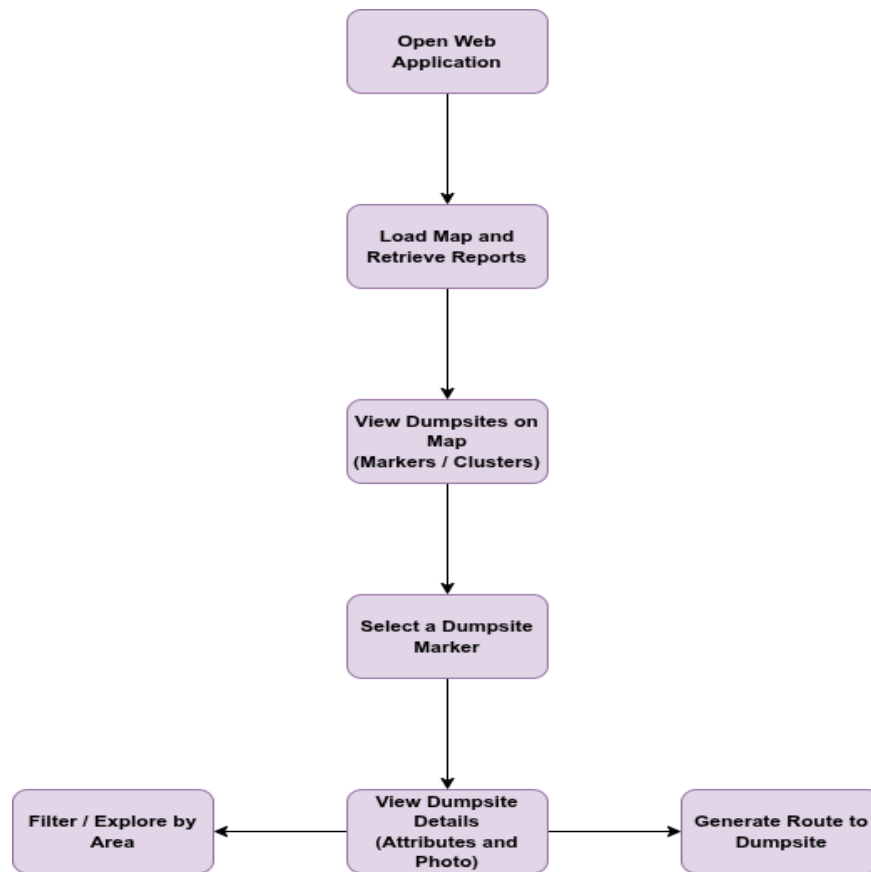 Open Web
Application
Load Map and
Retrieve Reports
View Dumpsites on
Map
(Markers / Clusters)
Select a Dumpsite
Marker
Filter / Explore by
Area
View Dumpsite
Details
(Attributes and
Photo)
Generate Route to
Dumpsite